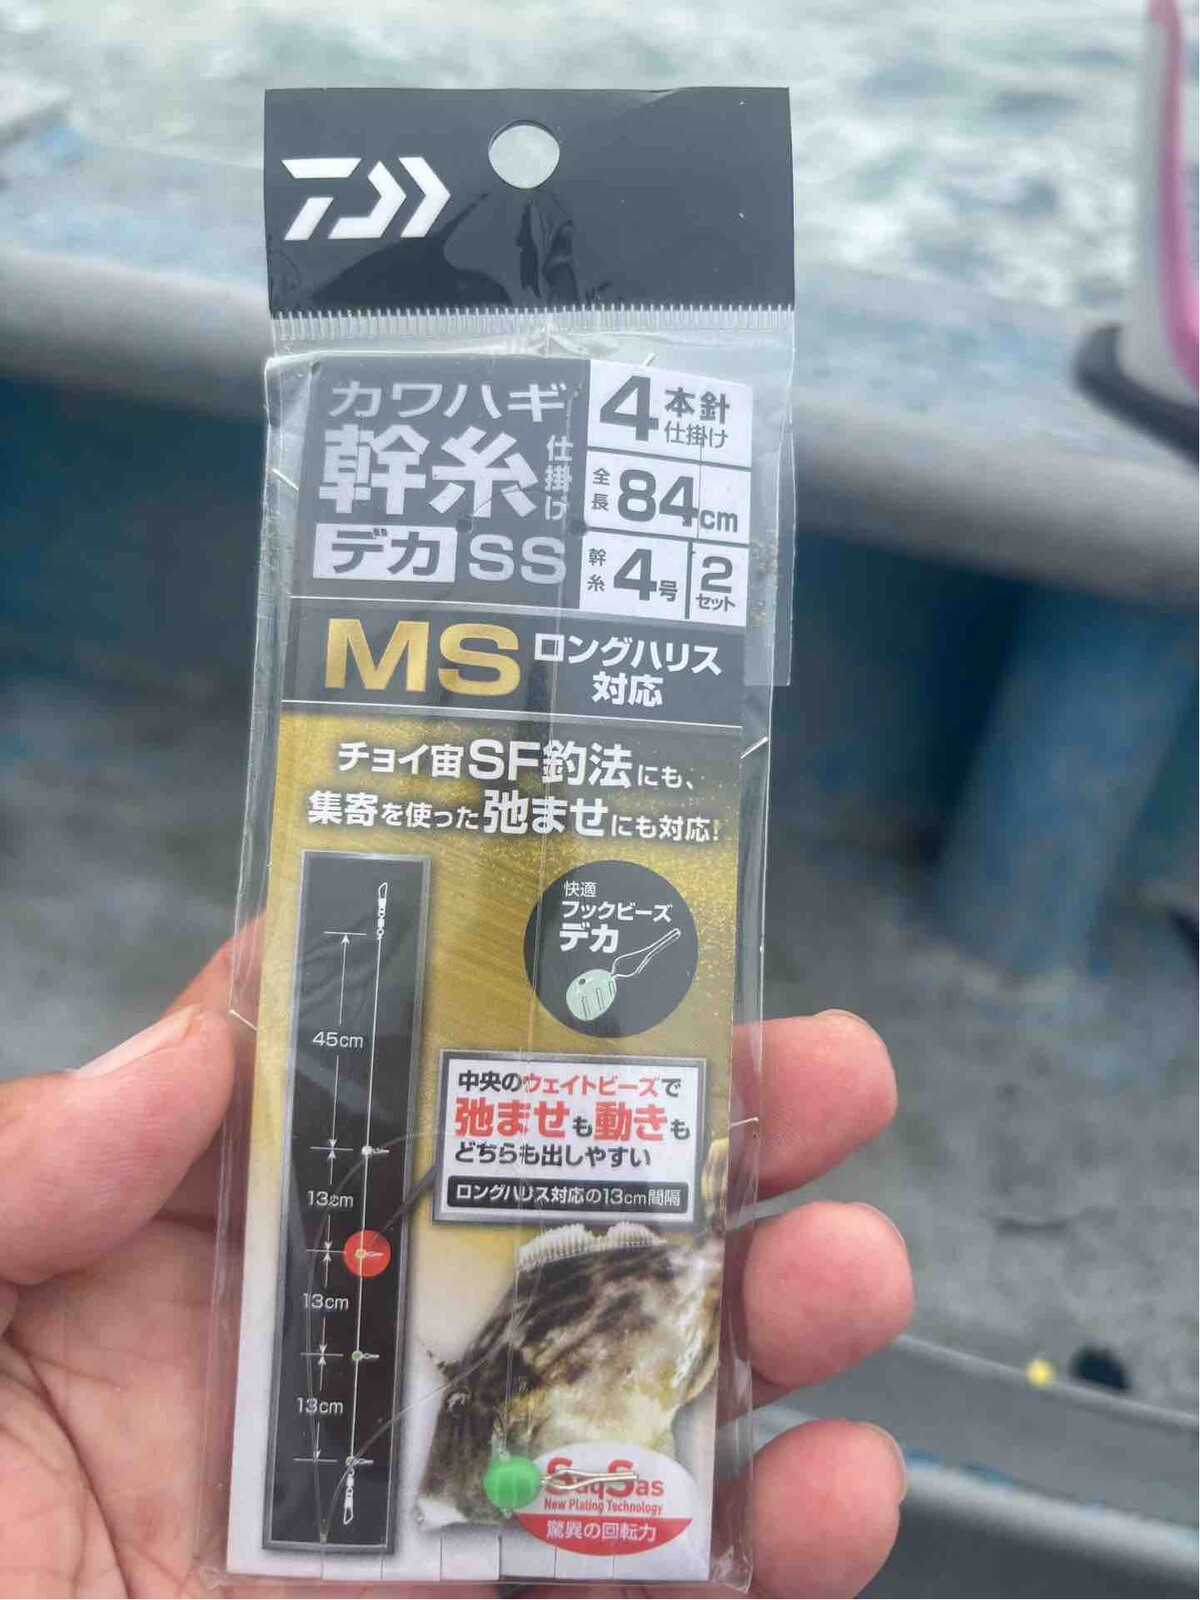 カワハギ
幹糸仕掛け
デカ SS
4本針仕掛け
全長84cm
幹糸4号
2セット
MS ロングハリス対応
チョイ宙SF釣法にも、
集寄を使った弛ませにも対応!
快適
フックビーズ
デカ
中央のウェイトビーズで
弛ませも動きも
どちらも出しやすい
ロングハリス対応の13cm間隔
45cm
13cm
13cm
13cm
SaqSas
New Plating Technology
驚異の回転力